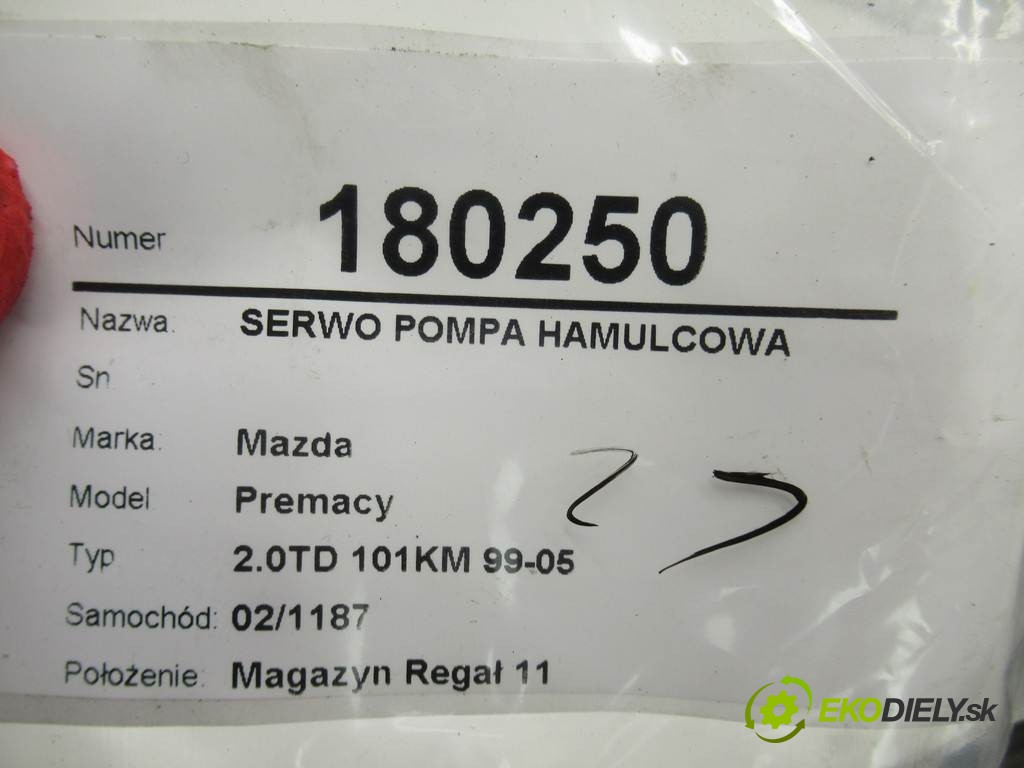 Numer 180250
Nazwa: SERWO POMPA HAMULCOWA
Sn
Marka: Mazda
Model Premacy
Typ 2.0TD 101KM 99-05
Samochód: 02/1187
Położenie: Magazyn Regał 11
EKODIELY.sk